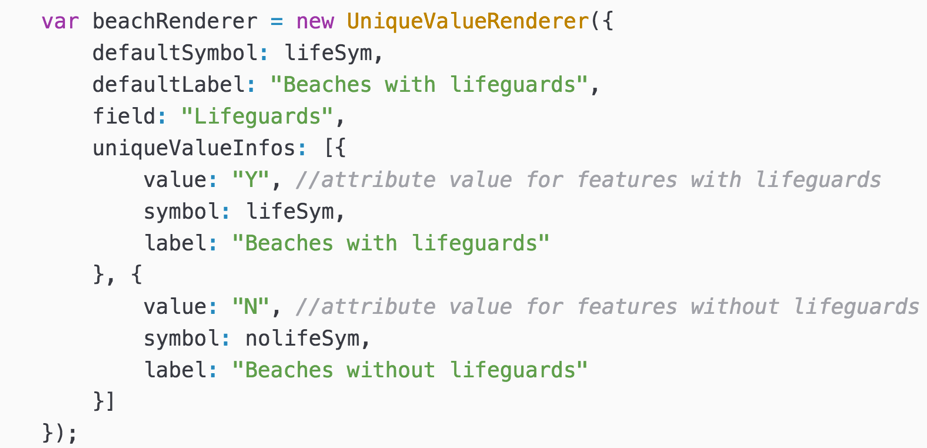 var beachRenderer = new UniqueValueRenderer({
    defaultSymbol: lifeSym,
    defaultLabel: "Beaches with lifeguards",
    field: "Lifeguards",
    uniqueValueInfos: [{
        value: "Y", //attribute value for features with lifeguards
        symbol: lifeSym,
        label: "Beaches with lifeguards"
    }, {
        value: "N", //attribute value for features without lifeguards
        symbol: nolifeSym,
        label: "Beaches without lifeguards"
    }]
});